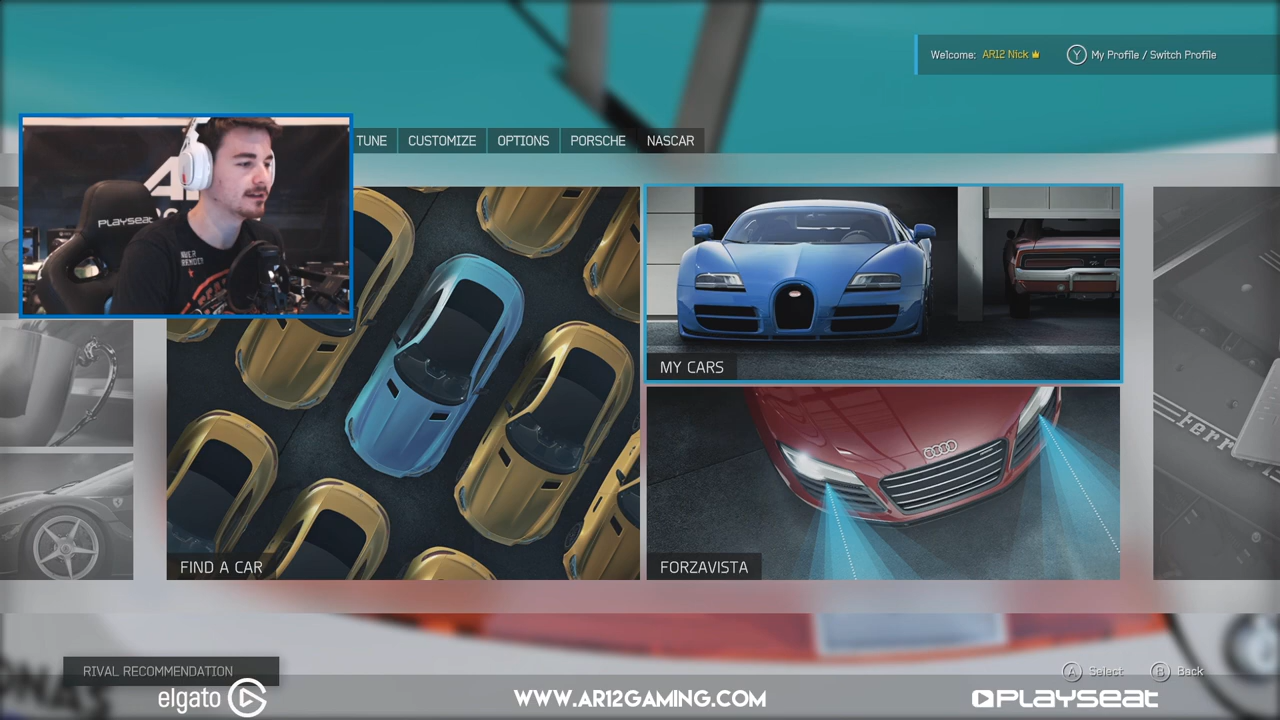 Welcome: AR12 Nick
Y My Profile / Switch Profile
TUNE
CUSTOMIZE
OPTIONS
PORSCHE
NASCAR
PLAYSEAT
MY CARS
FIND A CAR
FORZAVISTA
RIVAL RECOMMENDATION
A Select
B Back
elgato
WWW.AR12GAMING.COM
PLAYSEAT